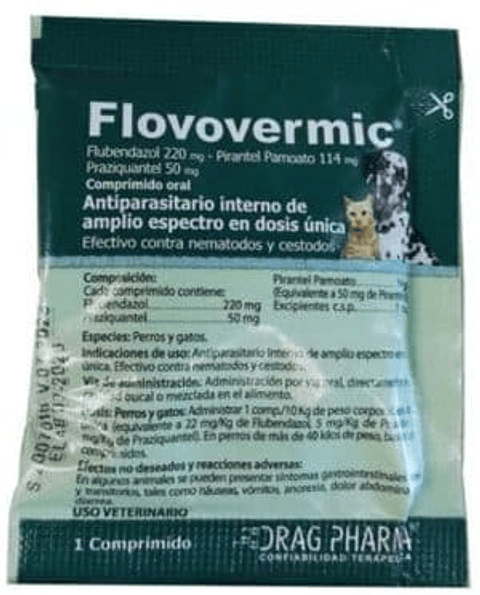 Flovovermic®
Flubendazol 220 mg - Pirantel Pamoato 114 mg
Praziquantel 50 mg
Comprimido oral
Antiparasitario interno de
amplio espectro en dosis única
Efectivo contra nematodos y cestodos
Composición:
Cada comprimido contiene:
220 mg
Praziquantel 50 mg
Pirantel Pamoato
(Equivalente a 50 mg de
Excipientes c.s.p.
Especies: Perros y gatos.
Indicaciones de uso: Antiparasitario Interno de amplio espectro en
única. Efectivo contra nematodos y cestodos
Vía de administración: Administración por vía oral, directamente
bucal o mezclada en el alimento.
Dosis: Perros y gatos: Administrar 1 comp./10 Kg de peso
(equivalente a 22 mg/Kg de Flubendazol, 5 mg/Kg de
mg/Kg de Praziquantel). En perros de más de 40 kilos de peso,
Efectos no deseados y reacciones adversas:
En algunos animales se pueden presentar síntomas gastrointestinales
y transitorios, tales como náuseas, vómitos, anorexia, dolor abdominal
diarrea.
USO VETERINARIO
1 Comprimido
DRAG PHARMA
CONFIABILIDAD TERAPÉUTICA